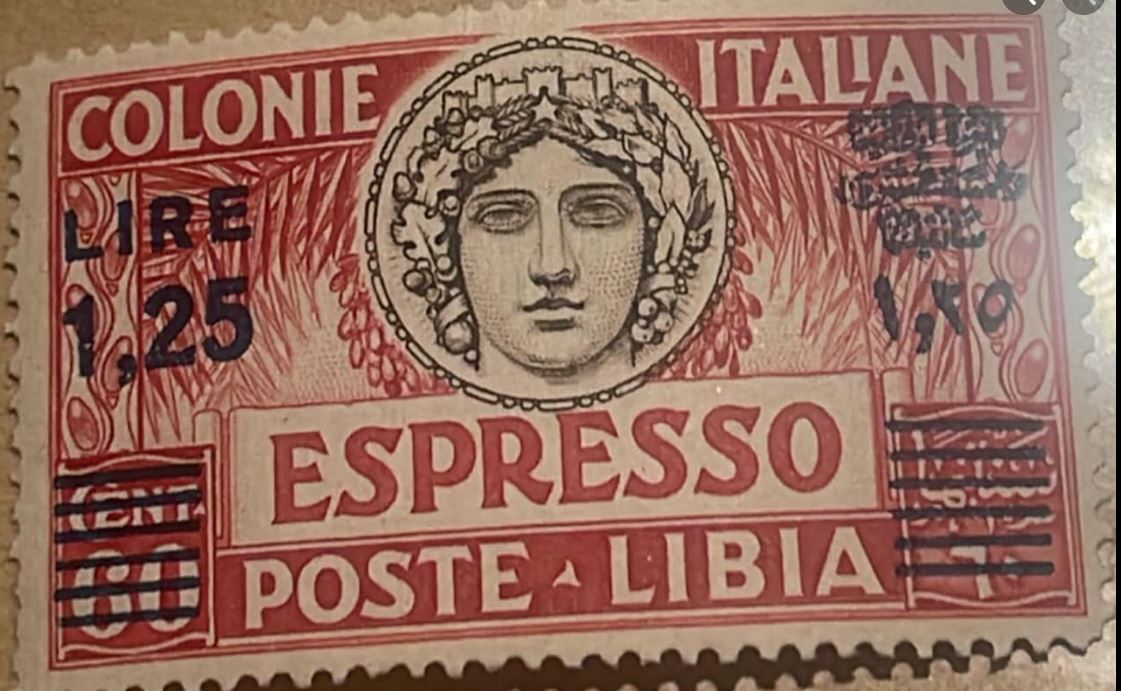 COLONIE ITALIANE
LIRE
1,25
١,٢٥
CENT
60
ESPRESSO
POSTE LIBIA